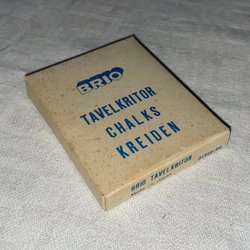 BRIO
TAVELKRITOR
CHALKS
KREIDEN
BRIO TAVELKRITOR